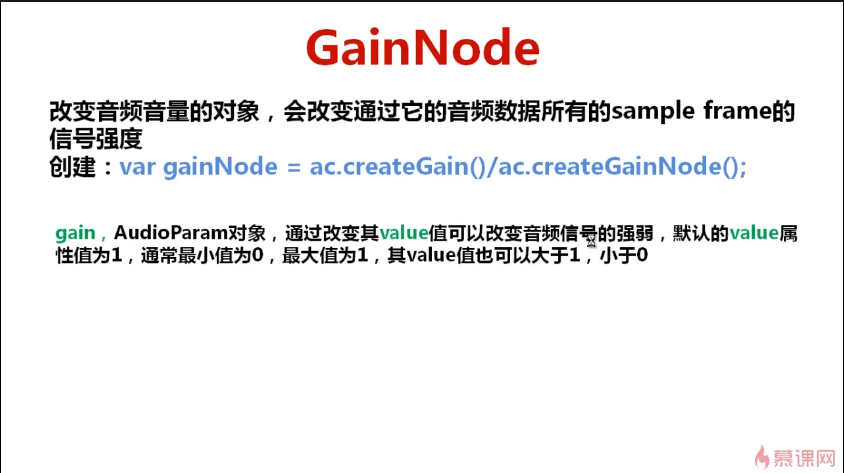 GainNode
改变音频音量的对象，会改变通过它的音频数据所有的sample frame的
信号强度
创建：var gainNode = ac.createGain()/ac.createGainNode();
gain，AudioParam对象，通过改变其value值可以改变音频信号的强弱，默认的value属
性值为1，通常最小值为0，最大值为1，其value值也可以大于1，小于0
慕课网